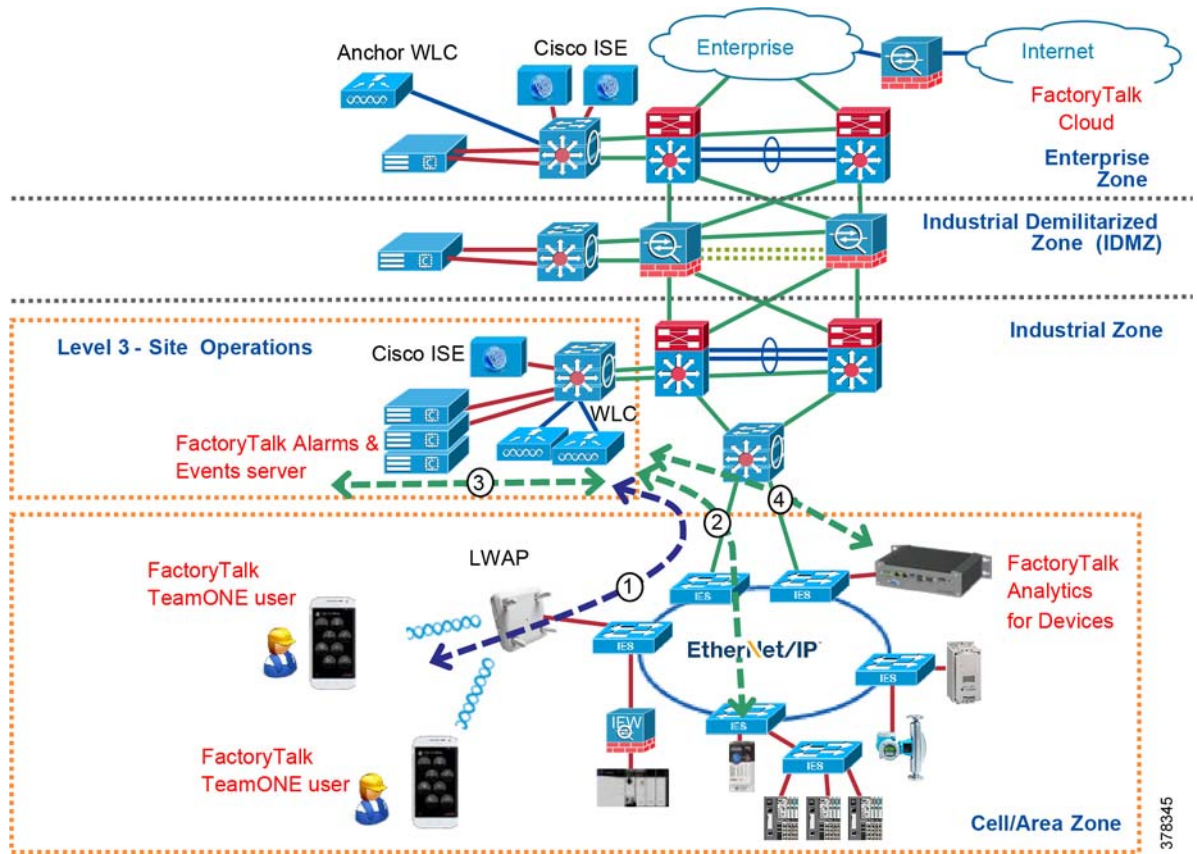 Anchor WLC
Cisco ISE
Enterprise
Internet
FactoryTalk
Cloud
Enterprise
Zone
Industrial Demilitarized
Zone (IDMZ)
Industrial Zone
Level 3 - Site Operations
Cisco ISE
WLC
FactoryTalk Alarms &
Events server
3
4
2
1
LWAP
FactoryTalk
TeamONE user
FactoryTalk
TeamONE user
IES
IES
IES
IES
IES
IES
EtherNet/IP
IFW
FactoryTalk
Analytics
for Devices
Cell/Area Zone
378345